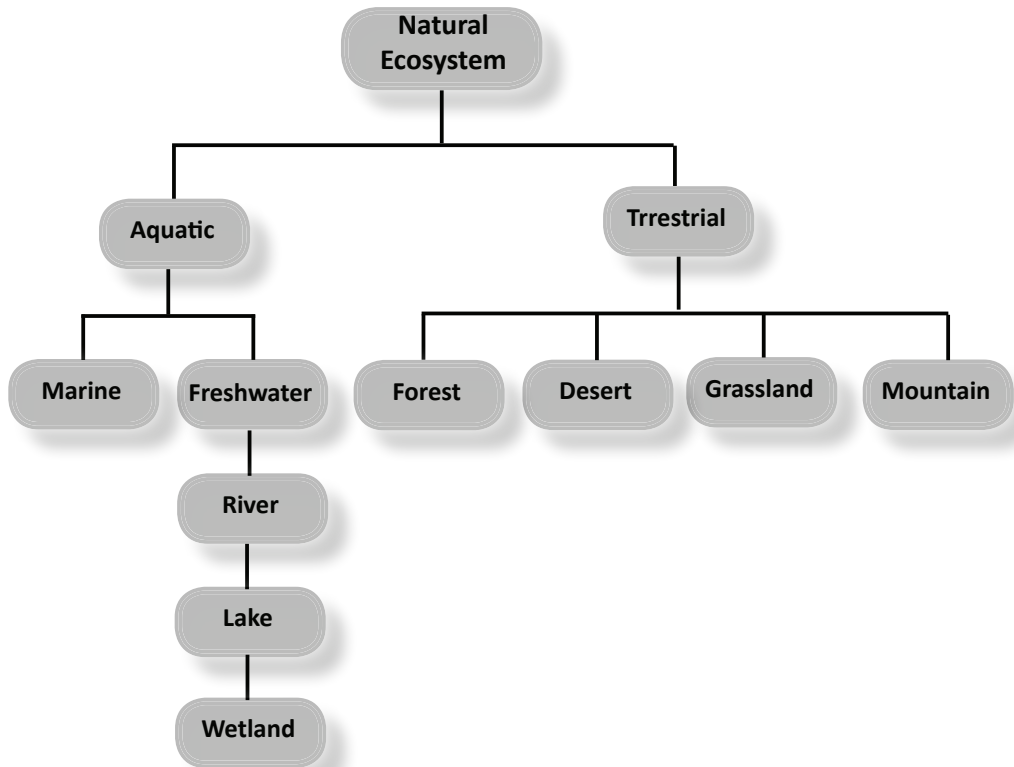 Natural
Ecosystem
Aquatic
Trrestrial
Marine
Freshwater
Forest
Desert
Grassland
Mountain
River
Lake
Wetland